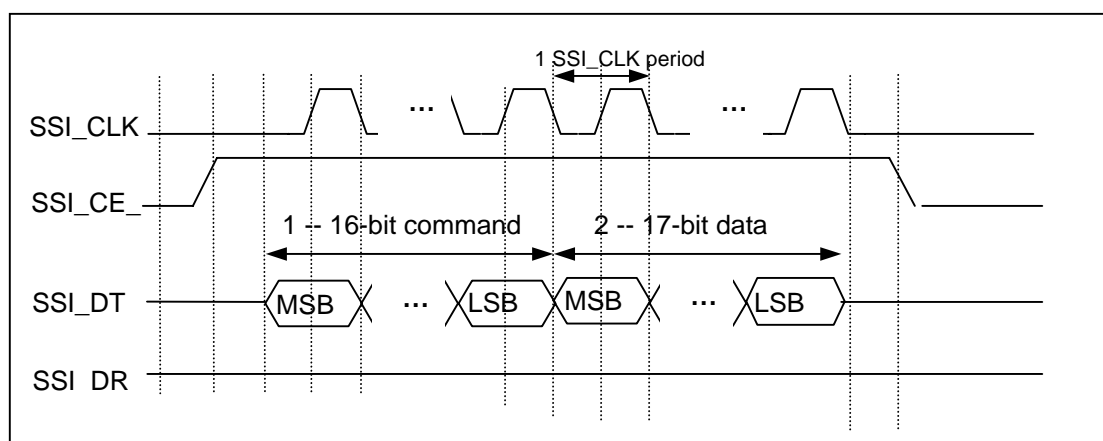 1 SSI_CLK period
...
...
SSI_CLK
SSI_CE_
1 -- 16-bit command
2 -- 17-bit data
SSI_DT
MSB
...
LSB
MSB
...
LSB
SSI_DR